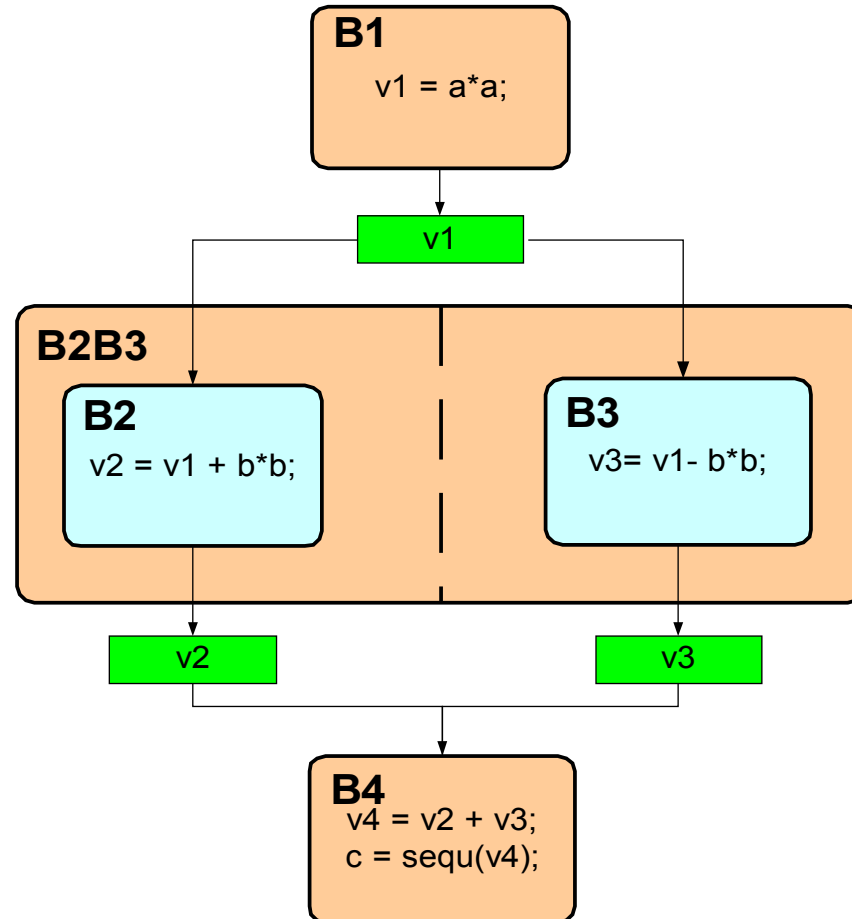 B1
v1 = a*a;
v1
B2B3
B2
v2 = v1 + b*b;
B3
v3= v1- b*b;
v2
v3
B4
v4 = v2 + v3;
c = sequ(v4);